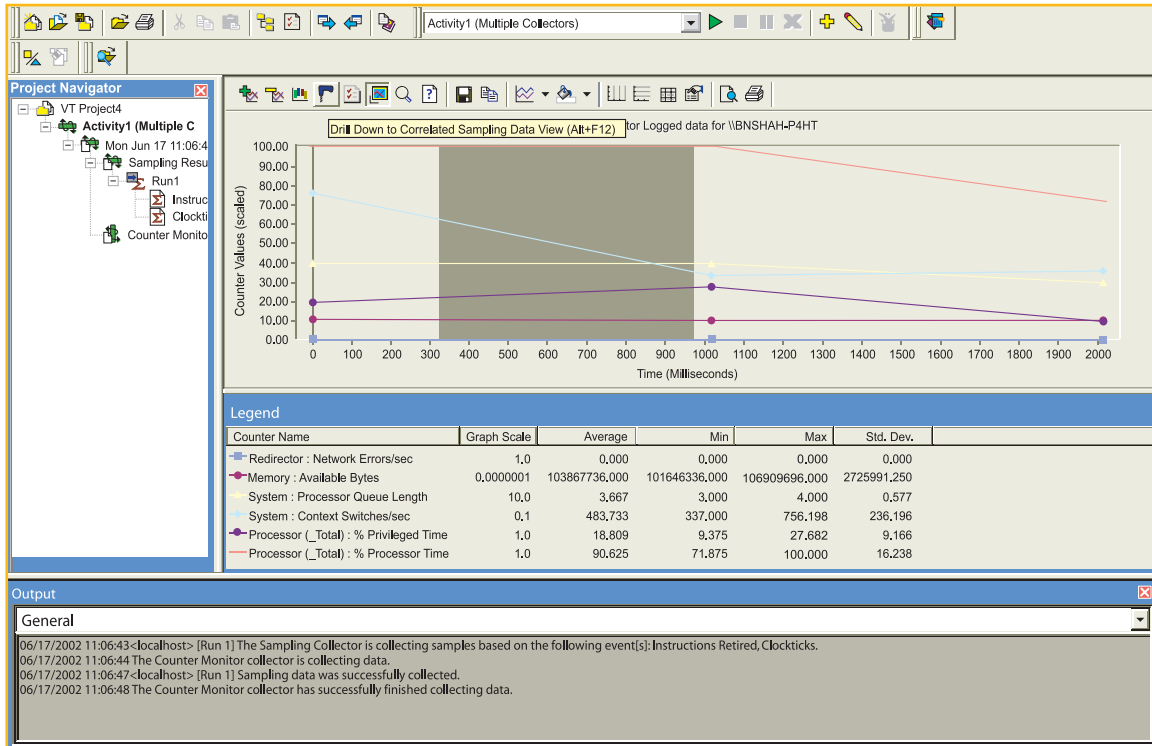 Activity1 (Multiple Collectors)
Project Navigator
VT Project4
Activity1 (Multiple C
Mon Jun 17 11:06:4
Sampling Resu
Run1
Instruc
Clockti
Counter Monito
Drill Down to Correlated Sampling Data View (Alt+F12)
tor Logged data for \\BNSHAH-P4HT
Counter Values (scaled)
100.00
90.00
80.00
70.00
60.00
50.00
40.00
30.00
20.00
10.00
0.00
0 100 200 300 400 500 600 700 800 900 1000 1100 1200 1300 1400 1500 1600 1700 1800 1900 2000
Time (Milliseconds)
Legend
Counter Name Graph Scale Average Min Max Std. Dev.
Redirector : Network Errors/sec 1.0 0.000 0.000 0.000 0.000
Memory : Available Bytes 0.0000001 103867736.000 101646336.000 106909696.000 2725991.250
System : Processor Queue Length 10.0 3.667 3.000 4.000 0.577
System : Context Switches/sec 0.1 483.733 337.000 756.198 236.196
Processor (_Total) : % Privileged Time 1.0 18.809 9.375 27.682 9.166
Processor (_Total) : % Processor Time 1.0 90.625 71.875 100.000 16.238
Output
General
06/17/2002 11:06:43<localhost> [Run 1] The Sampling Collector is collecting samples based on the following event[s]: Instructions Retired, Clockticks.
06/17/2002 11:06:44 The Counter Monitor collector is collecting data.
06/17/2002 11:06:47<localhost> [Run 1] Sampling data was successfully collected.
06/17/2002 11:06:48 The Counter Monitor collector has successfully finished collecting data.